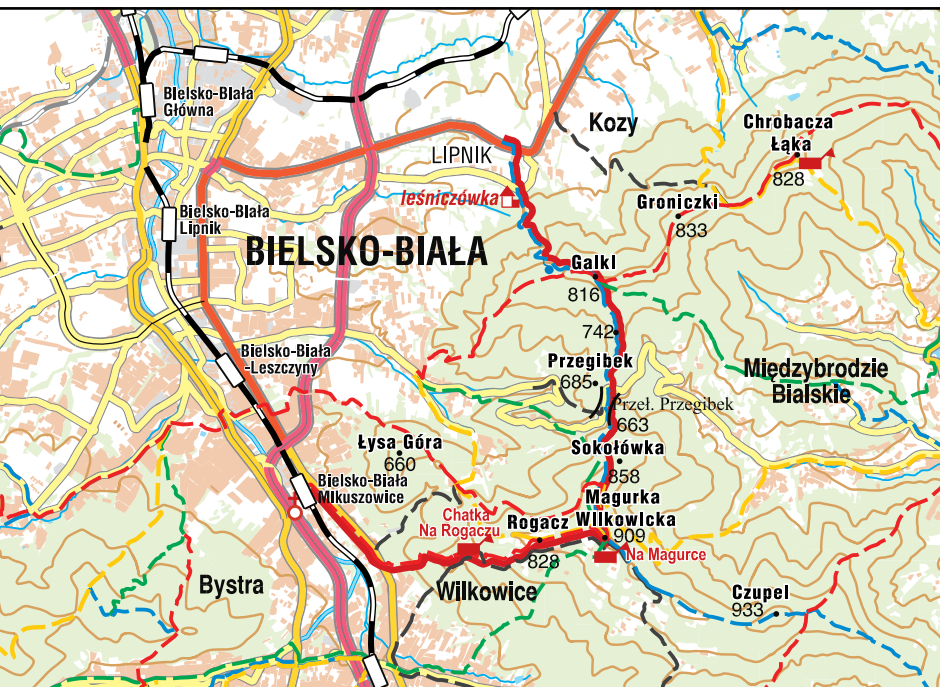 Bielsko-Biała
Główna
Kozy
Chrobacza
Łąka
828
LIPNIK
leśniczówka
Groniczki
833
Bielsko-Biała
Lipnik
BIELSKO-BIAŁA
Galki
816
742
Bielsko-Biała
-Leszczyny
Przegibek
685
Międzybrodzie
Bialskie
Przeł. Przegibek
663
Łysa Góra
660
Sokołówka
858
Bielsko-Biała
Mikuszowice
Magurka
Wilkowicka
909
Chatka
Na Rogaczu
Rogacz
828
Na Magurce
Bystra
Wilkowice
Czupel
933